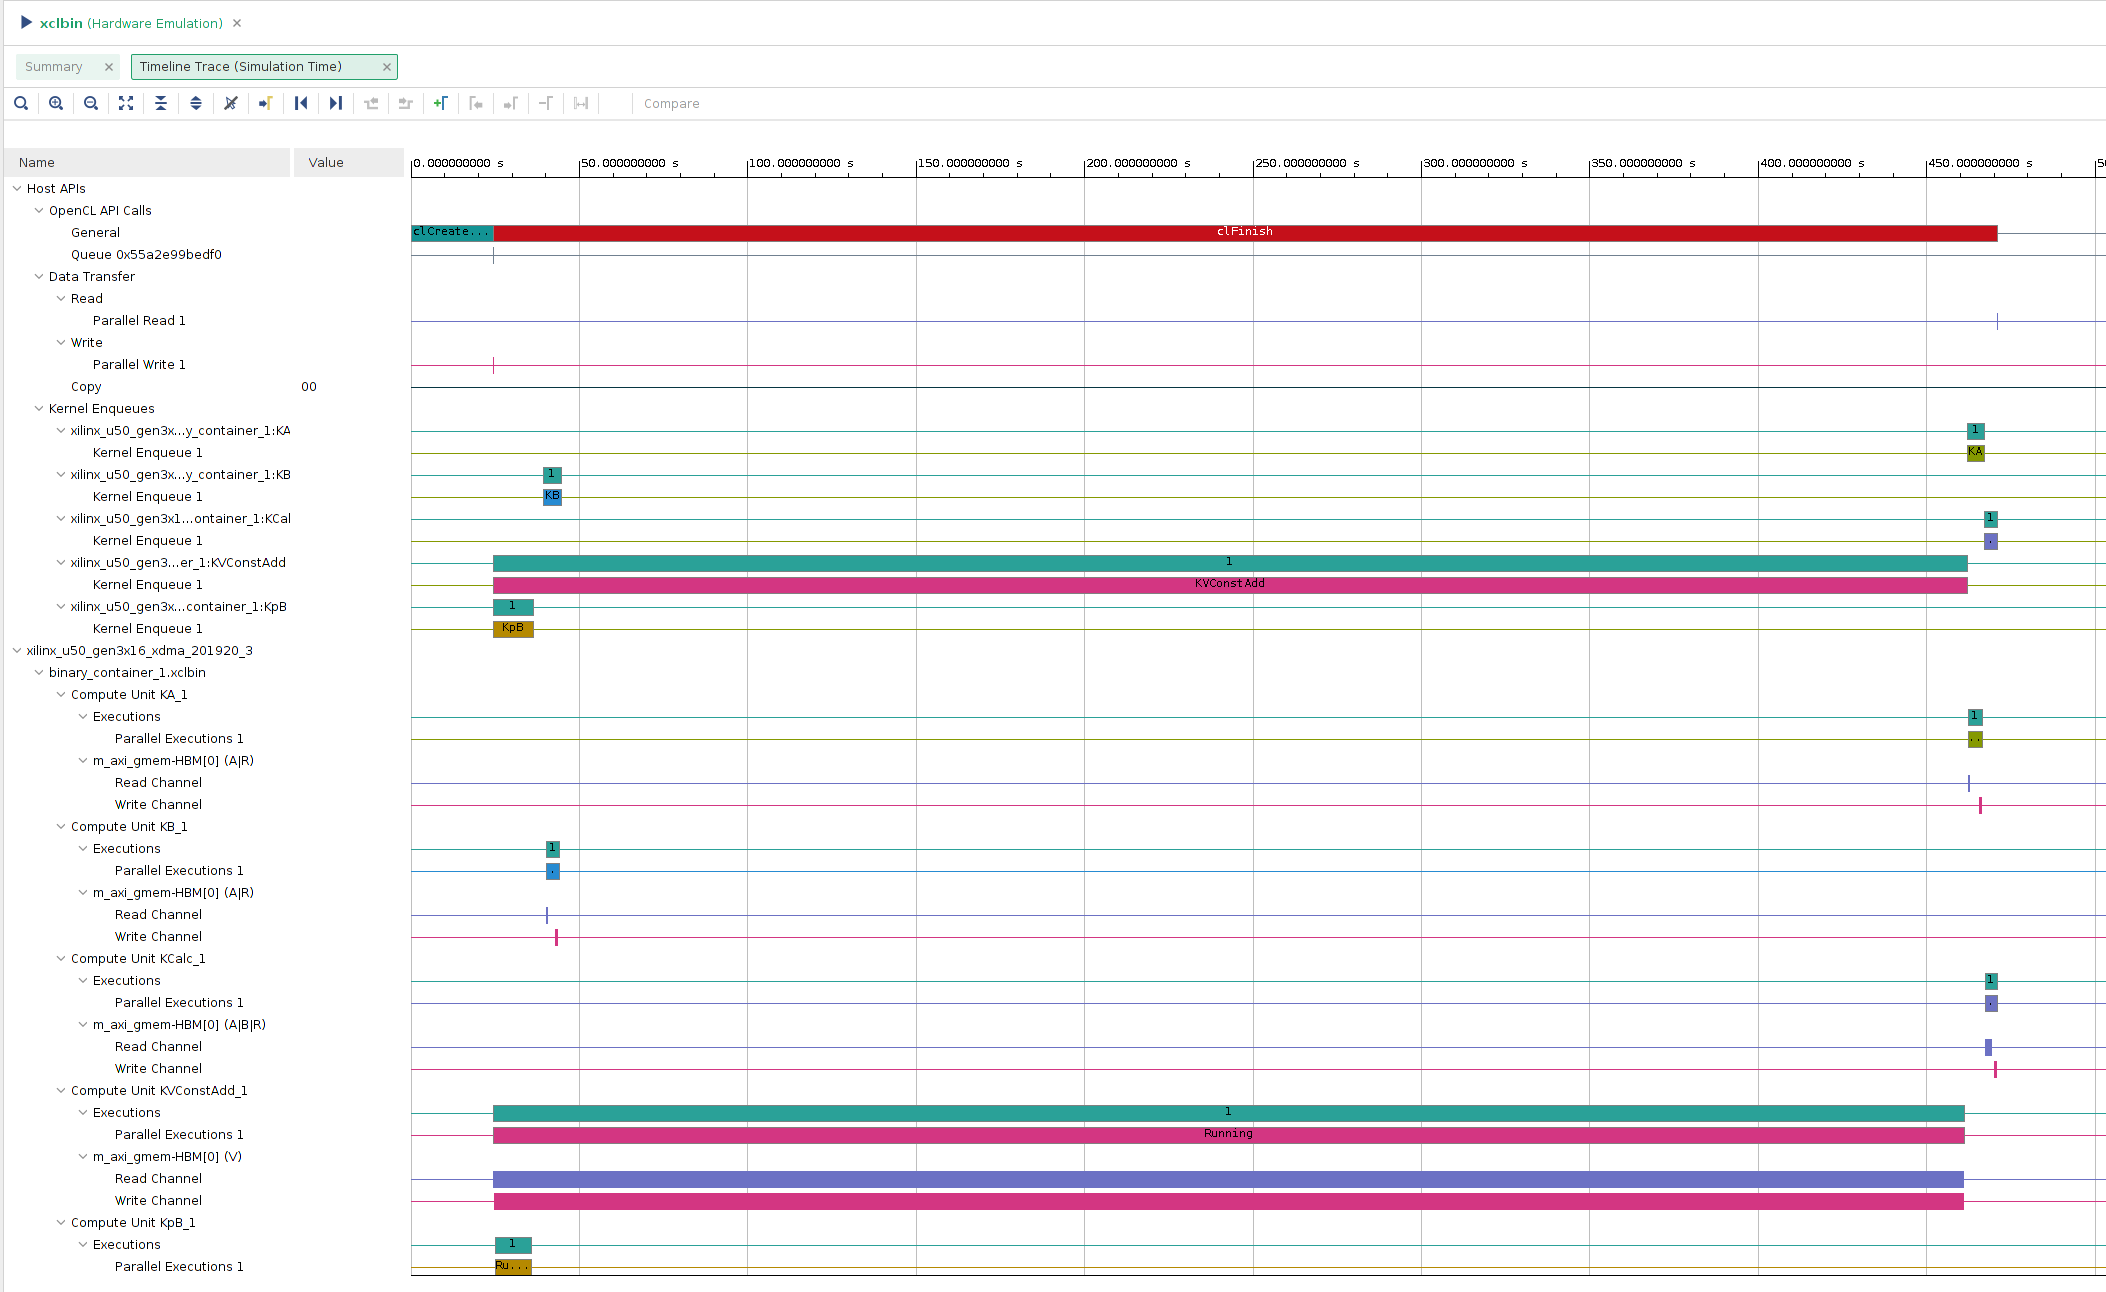 xclbin (Hardware Emulation)
Summary
Timeline Trace (Simulation Time)
Compare
Name Value 0.000000000 s 50.000000000 s 100.000000000 s 150.000000000 s 200.000000000 s 250.000000000 s 300.000000000 s 350.000000000 s 400.000000000 s 450.000000000 s
Host APIs
OpenCL API Calls
General clCreate... clFinish
Queue 0x55a2e99bedf0
Data Transfer
Read
Parallel Read 1
Write
Parallel Write 1
Copy 00
Kernel Enqueues
xilinx_u50_gen3x...y_container_1:KA 1
Kernel Enqueue 1 KA
xilinx_u50_gen3x...y_container_1:KB 1
Kernel Enqueue 1 KB
xilinx_u50_gen3x1...ontainer_1:KCal 1
Kernel Enqueue 1 .
xilinx_u50_gen3...er_1:KVConstAdd 1
Kernel Enqueue 1 KVConstAdd
xilinx_u50_gen3x...container_1:KpB 1
Kernel Enqueue 1 KpB
xilinx_u50_gen3x16_xdma_201920_3
binary_container_1.xclbin
Compute Unit KA_1
Executions 1
Parallel Executions 1 ..
m_axi_gmem-HBM[0] (A|R)
Read Channel
Write Channel
Compute Unit KB_1
Executions 1
Parallel Executions 1 .
m_axi_gmem-HBM[0] (A|R)
Read Channel
Write Channel
Compute Unit KCalc_1
Executions 1
Parallel Executions 1 .
m_axi_gmem-HBM[0] (A|B|R)
Read Channel
Write Channel
Compute Unit KVConstAdd_1
Executions 1
Parallel Executions 1 Running
m_axi_gmem-HBM[0] (V)
Read Channel
Write Channel
Compute Unit KpB_1
Executions 1
Parallel Executions 1 Ru...